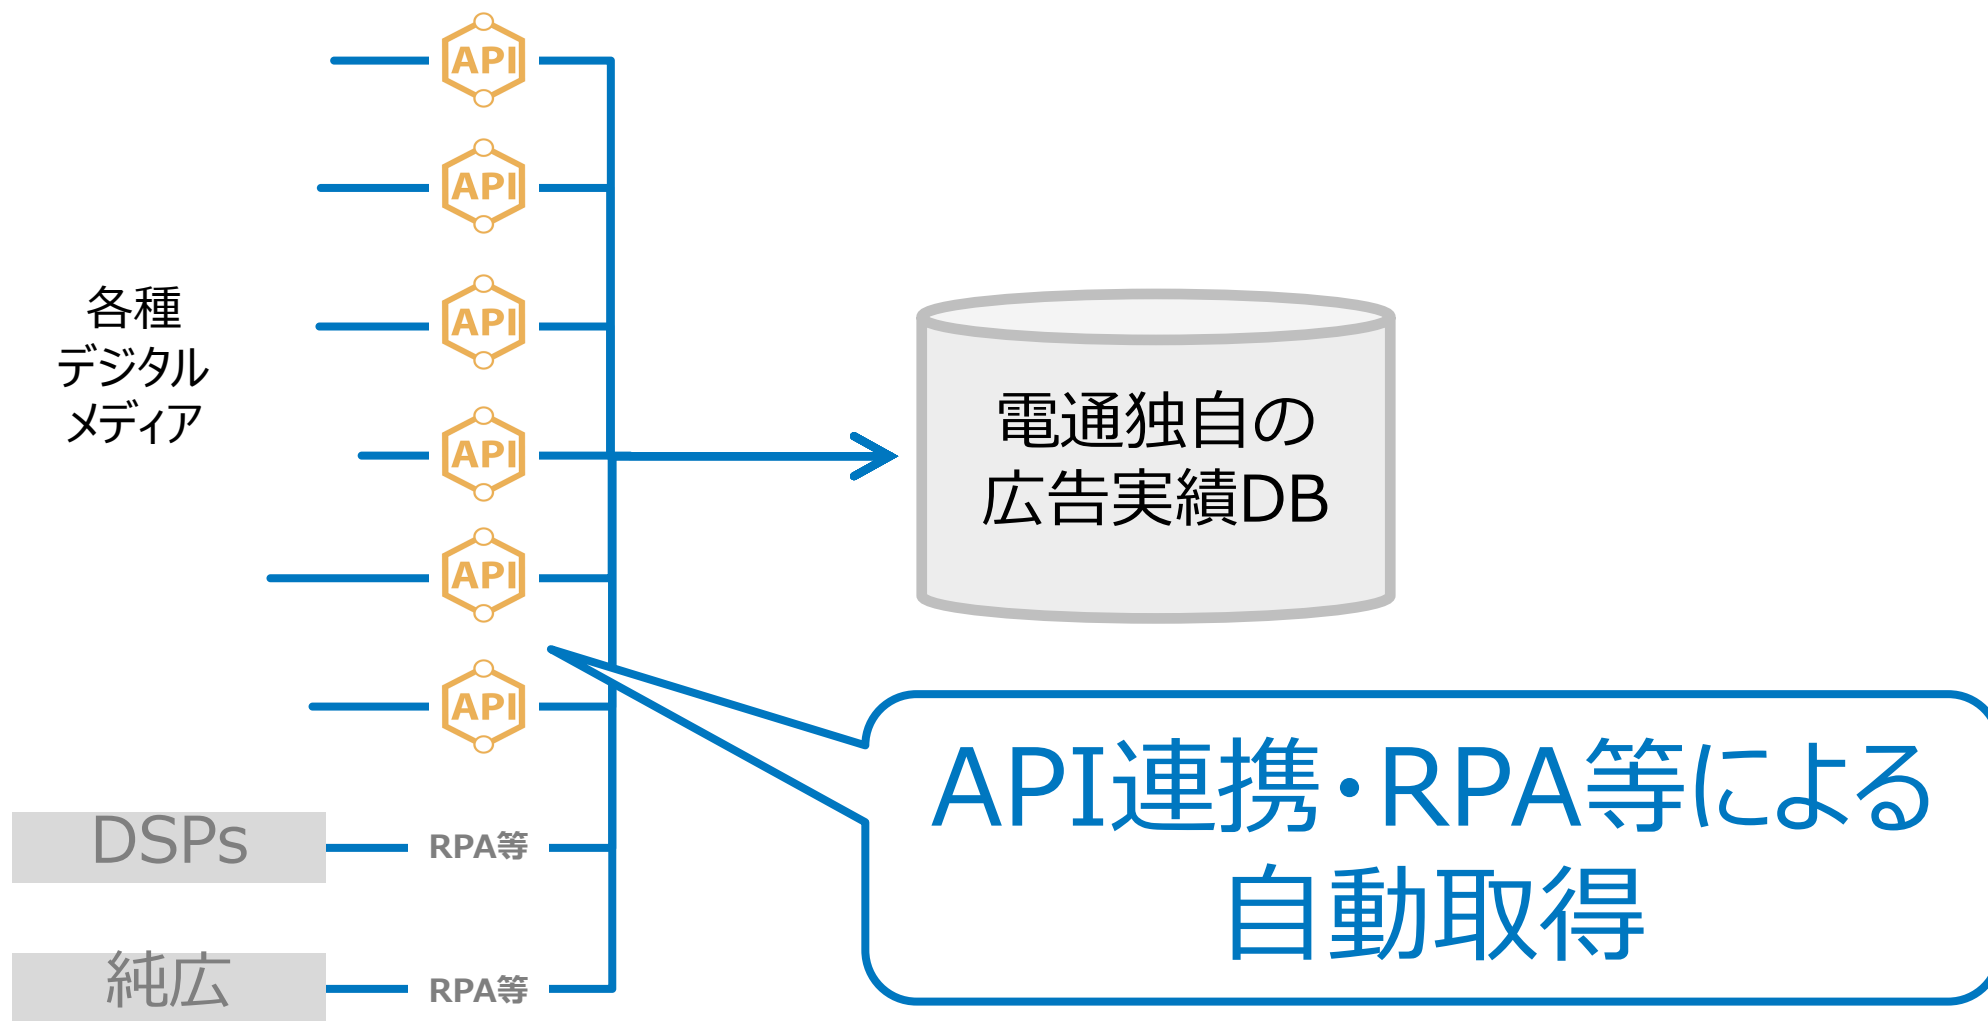 API
API
API
API
API
API
各種
デジタル
メディア
電通独自の
広告実績DB
API連携・RPA等による
自動取得
DSPs
RPA等
純広
RPA等